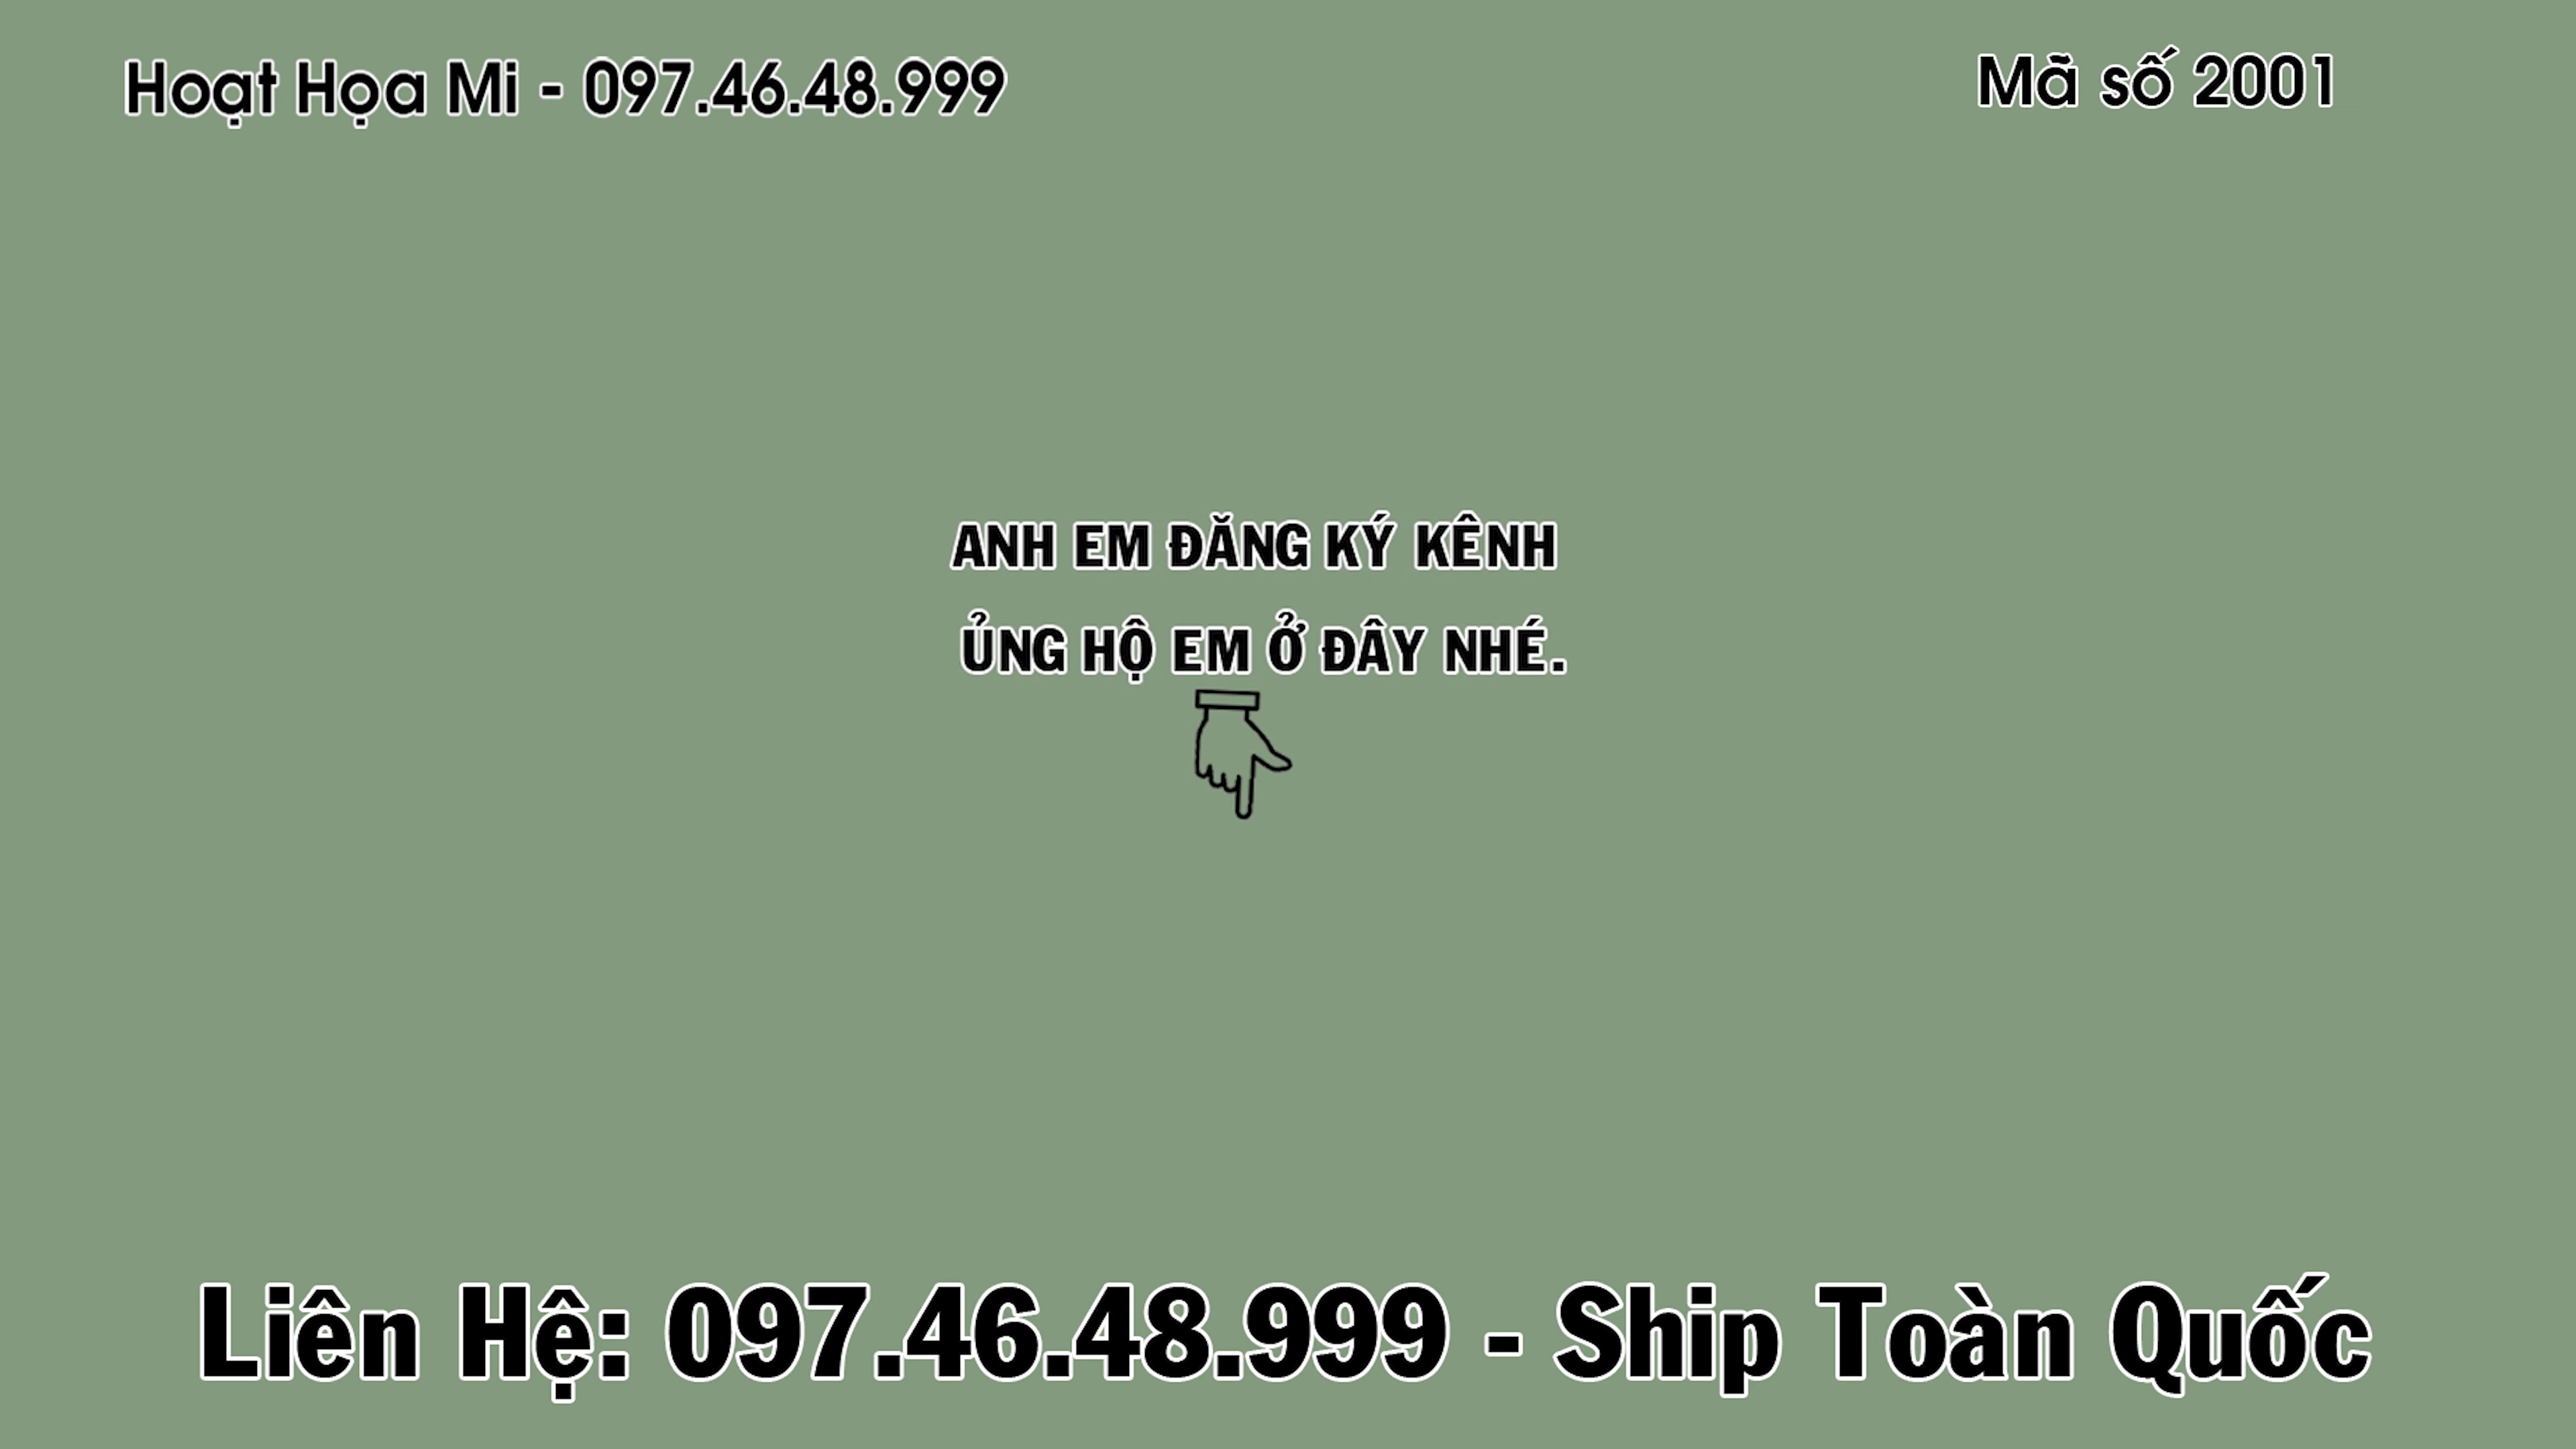 Hoạt Họa Mi - 097.46.48.999
Mã số 2001
ANH EM ĐĂNG KÝ KÊNH
ỦNG HỘ EM Ở ĐÂY NHÉ.
Liên Hệ: 097.46.48.999 - Ship Toàn Quốc